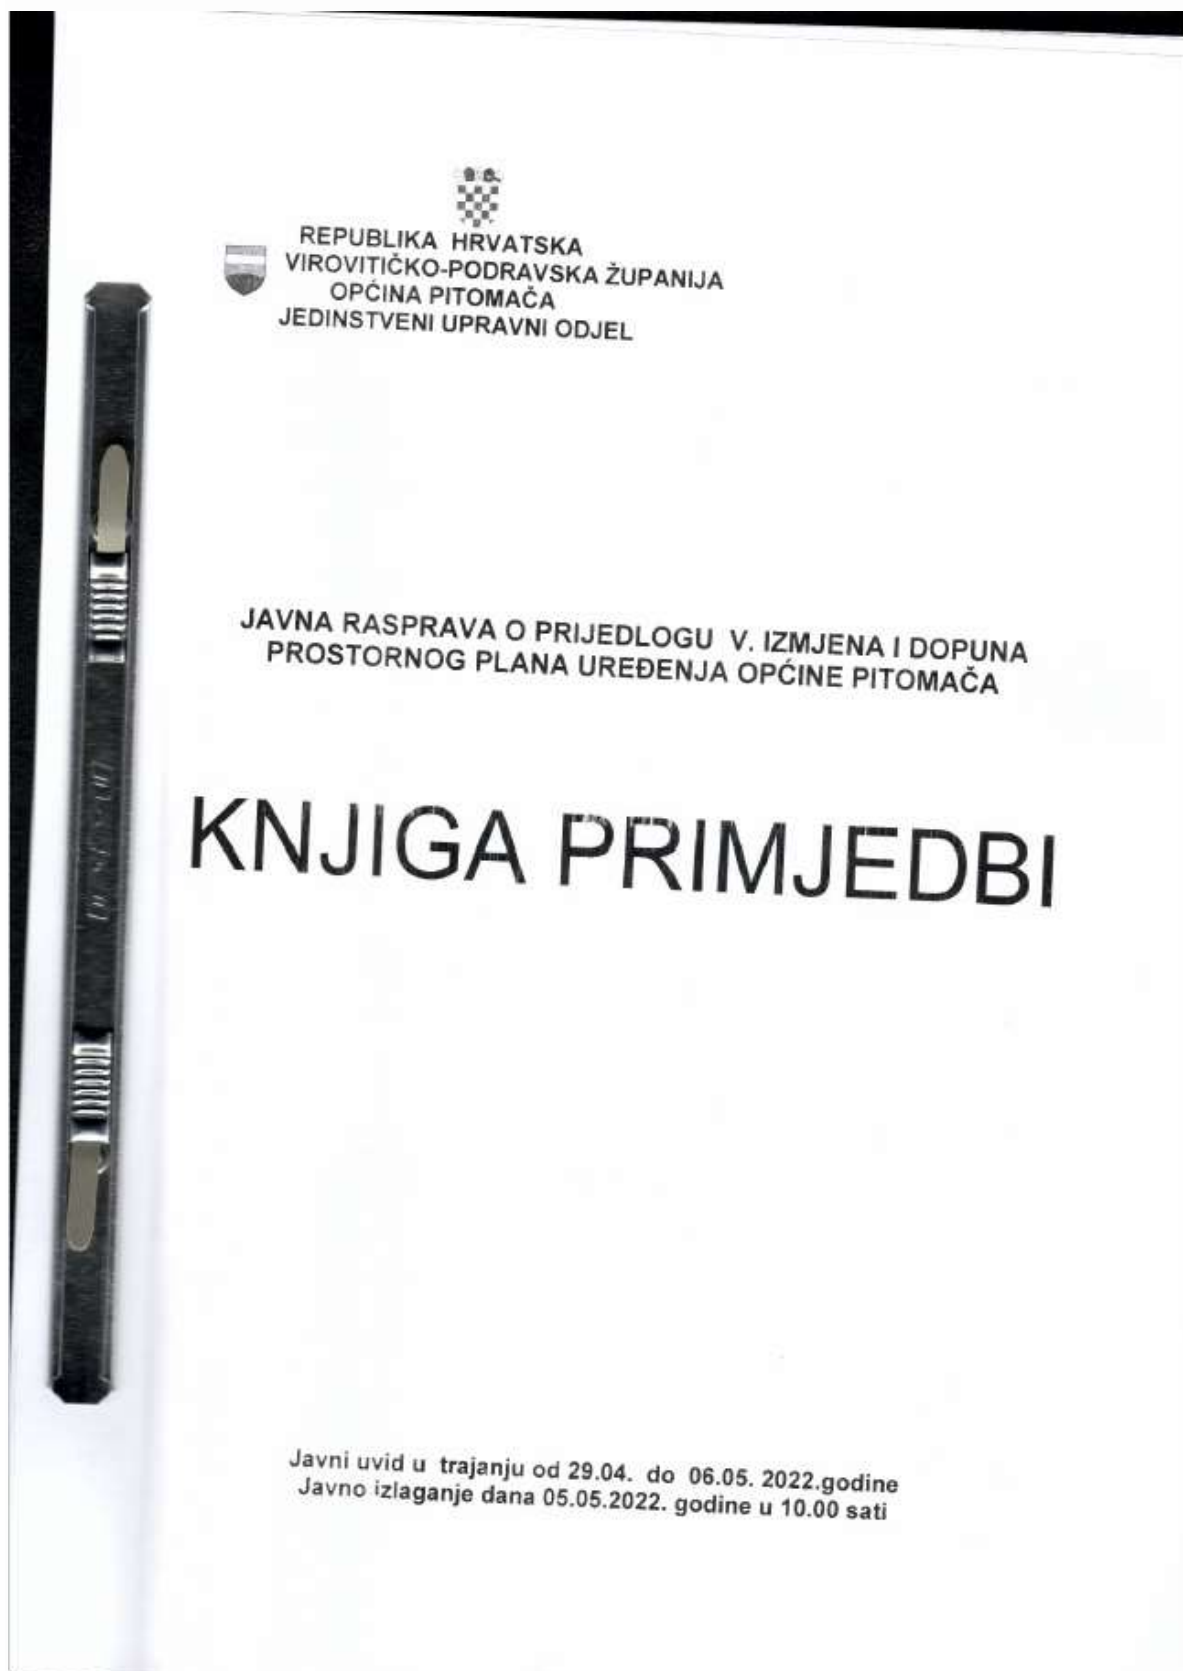 REPUBLIKA HRVATSKA
VIROVITIČKO-PODRAVSKA ŽUPANIJA
OPĆINA PITOMAČA
JEDINSTVENI UPRAVNI ODJEL
JAVNA RASPRAVA O PRIJEDLOGU V. IZMJENA I DOPUNA
PROSTORNOG PLANA UREĐENJA OPĆINE PITOMAČA
KNJIGA PRIMJEDBI
Javni uvid u trajanju od 29.04. do 06.05. 2022.godine
Javno izlaganje dana 05.05.2022. godine u 10.00 sati